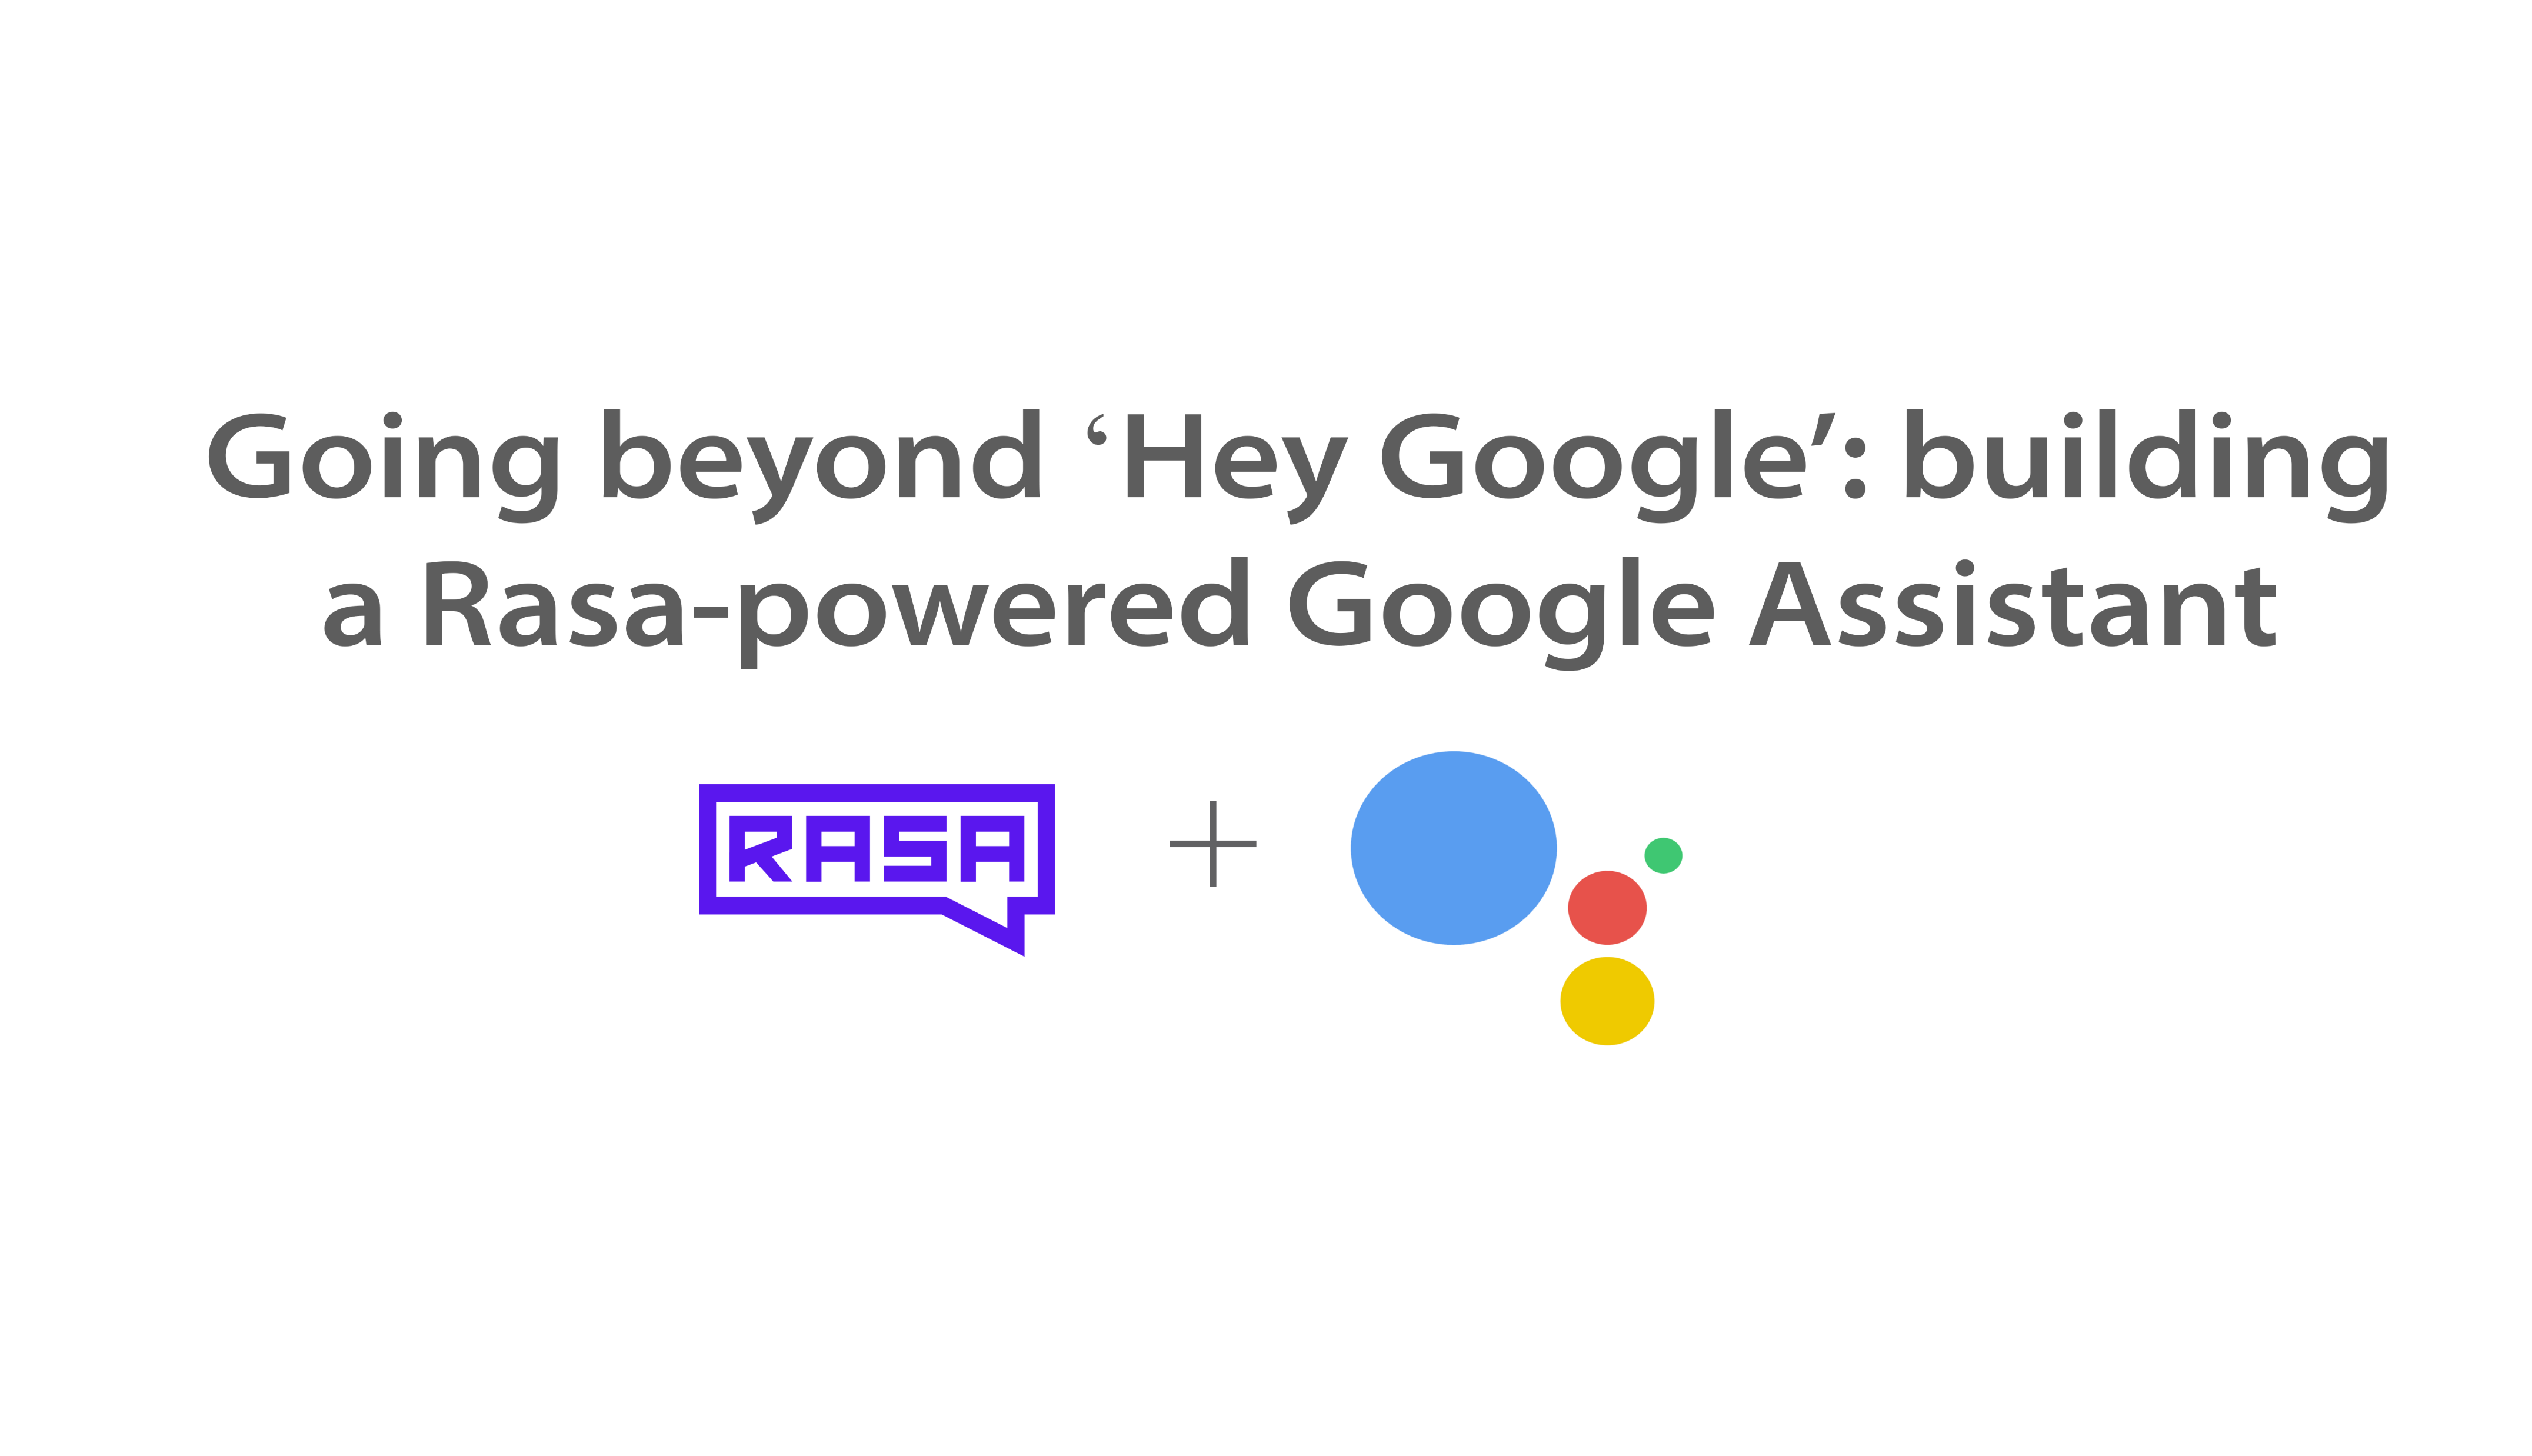 Going beyond ‘Hey Google’: building
a Rasa-powered Google Assistant
RASA
+